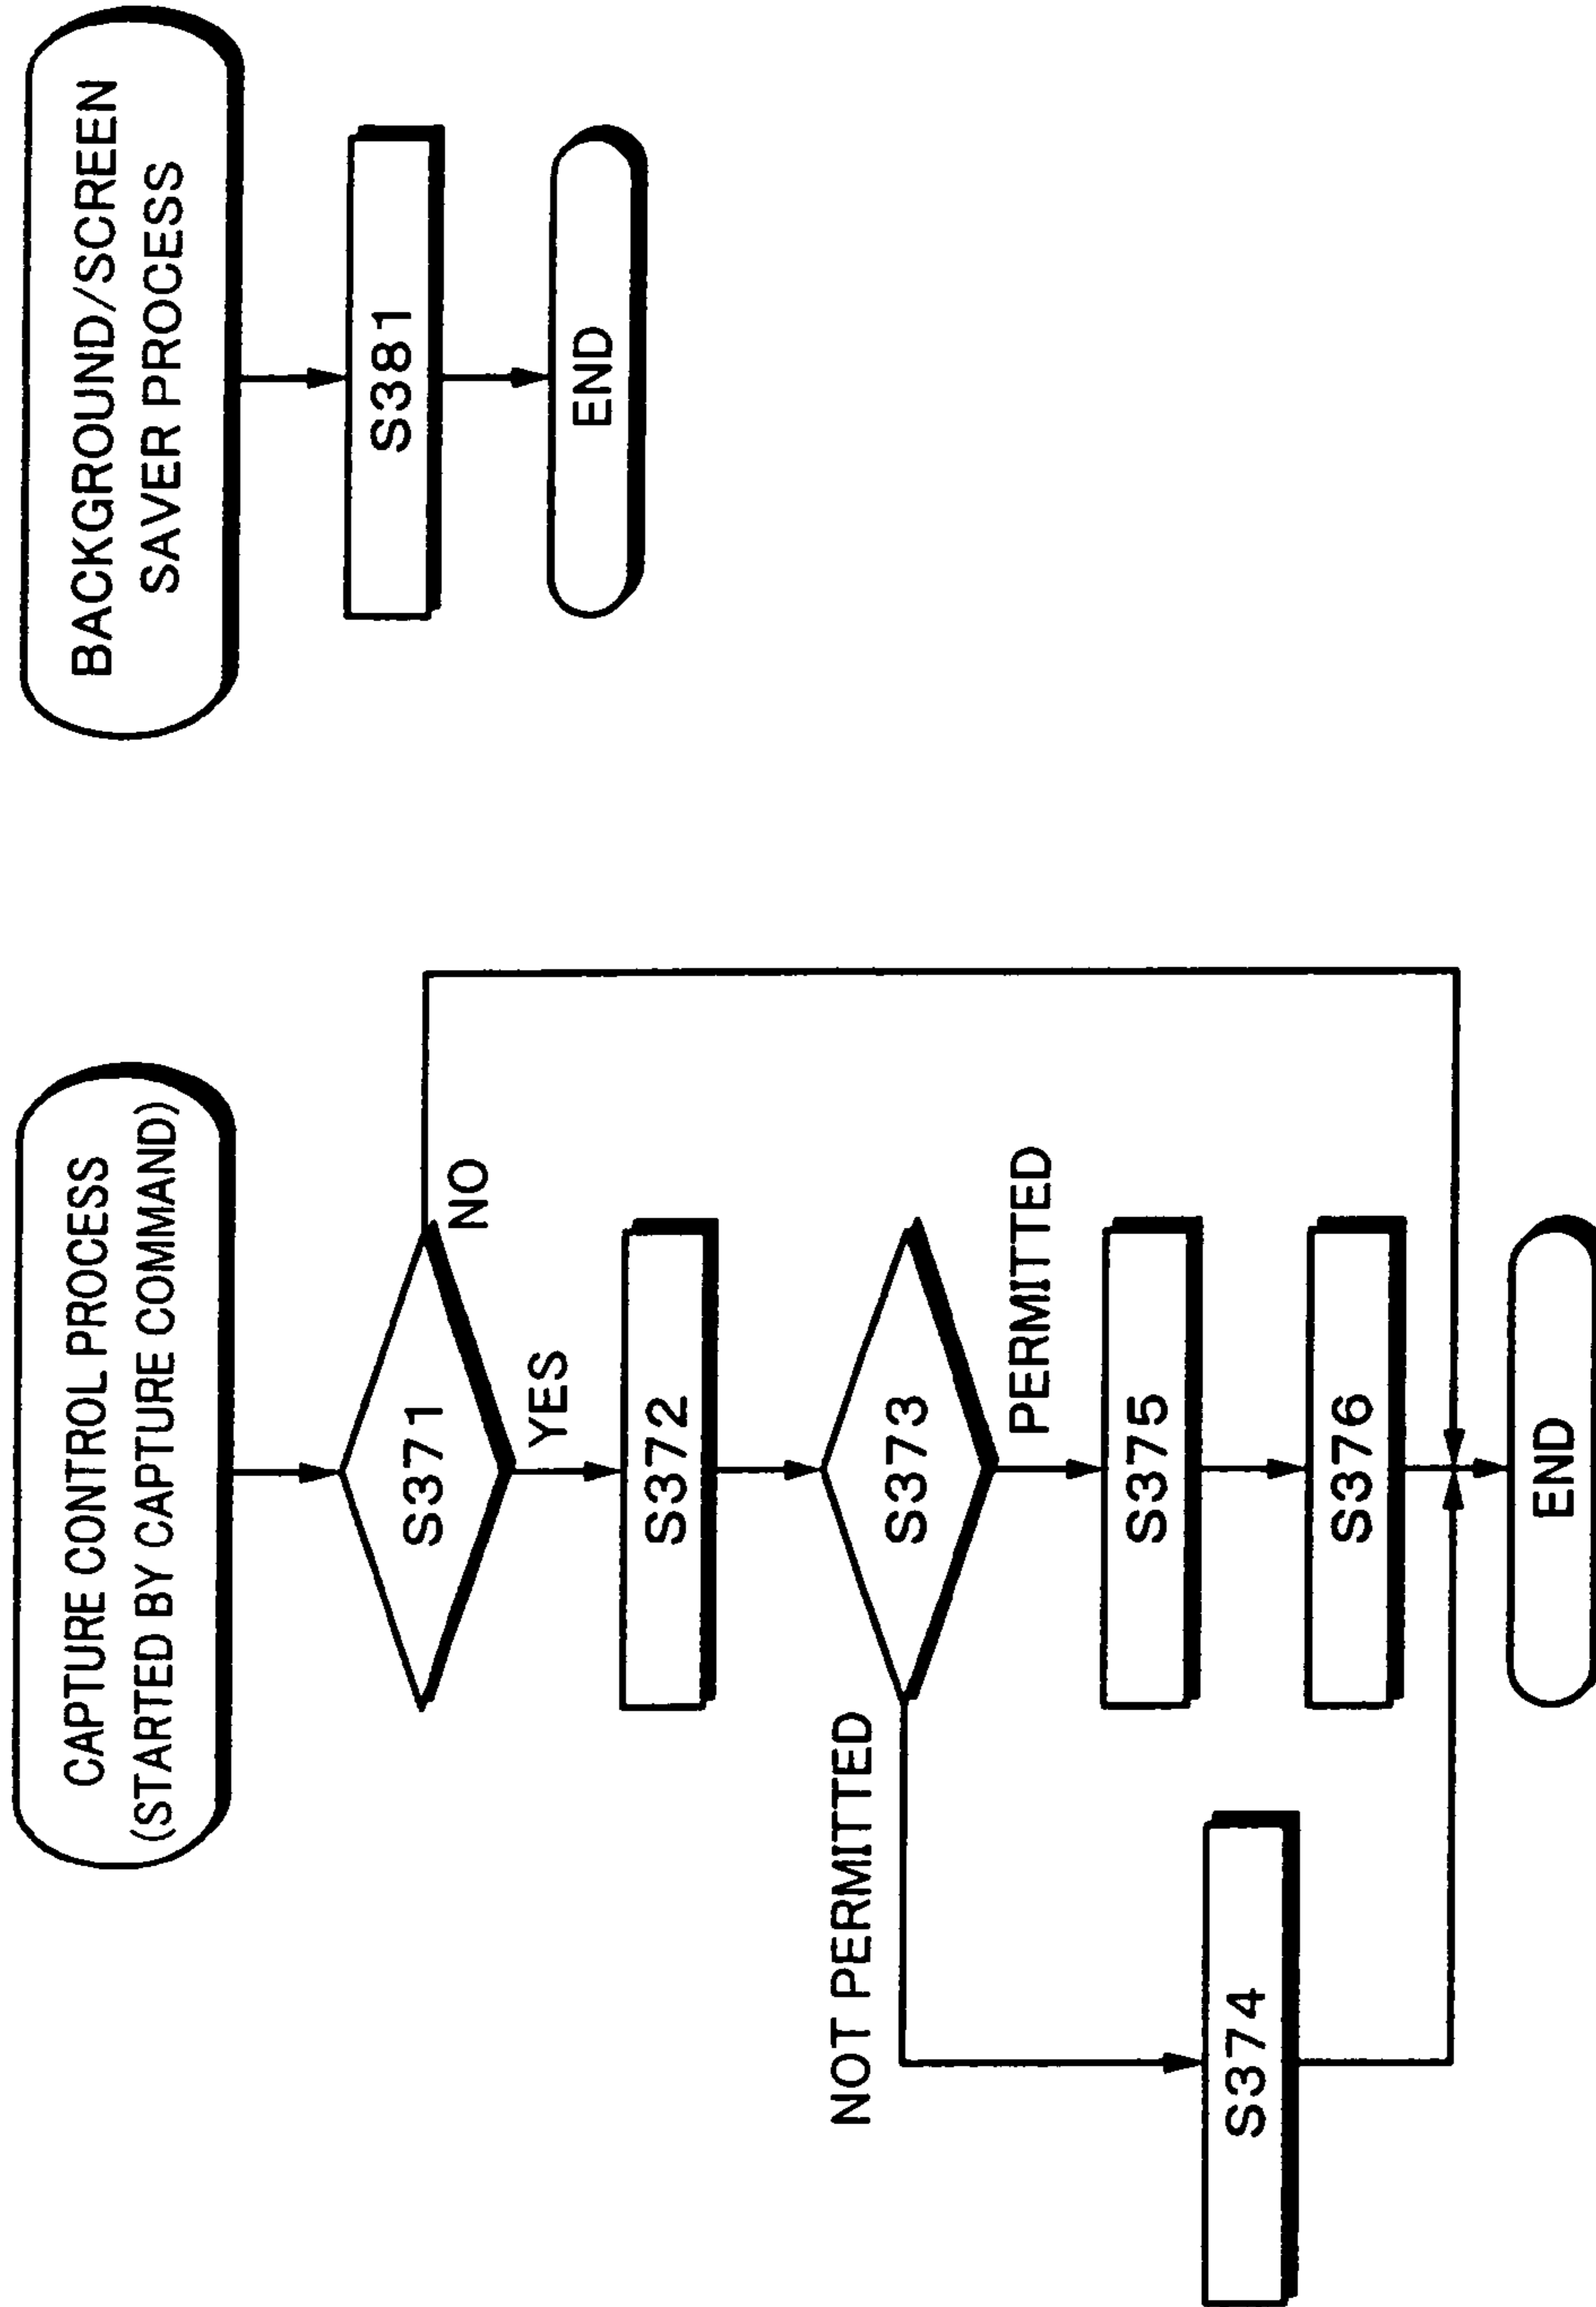 CAPTURE CONTROL PROCESS
(STARTED BY CAPTURE COMMAND)
S371
NO
YES
S372
S373
NOT PERMITTED
PERMITTED
S374
S375
S376
END
BACKGROUND/SCREEN
SAVER PROCESS
S381
END